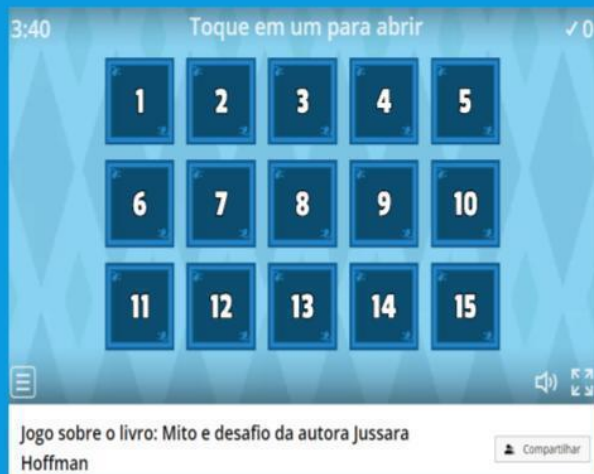 3:40 Toque em um para abrir ✓ 0
1 2 3 4 5
6 7 8 9 10
11 12 13 14 15
Jogo sobre o livro: Mito e desafio da autora Jussara
Hoffman
Compartilhar